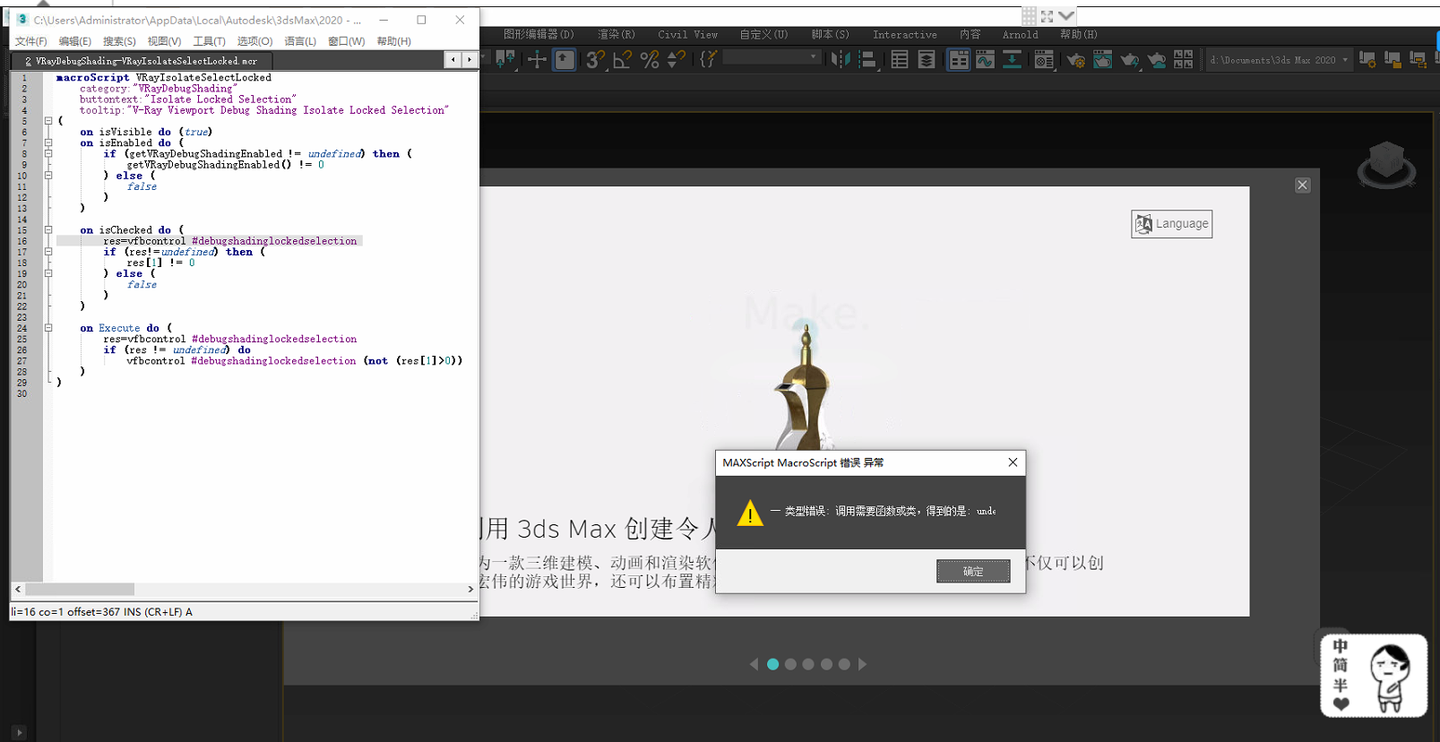 C:\Users\Administrator\AppData\Local\Autodesk\3dsMax\2020 - ...
文件(F) 编辑(E) 搜索(S) 视图(V) 工具(T) 选项(O) 语言(L) 窗口(W) 帮助(H)
2 VRayDebugShading-VRayIsolateSelectLocked.mcr
1 macroScript VRayIsolateSelectLocked
2 category:"VRayDebugShading"
3 buttontext:"Isolate Locked Selection"
4 tooltip:"V-Ray Viewport Debug Shading Isolate Locked Selection"
5 (
6 on isVisible do (true)
7 on isEnabled do (
8 if (getVRayDebugShadingEnabled != undefined) then (
9 getVRayDebugShadingEnabled() != 0
10 ) else (
11 false
12 )
13 )
14
15 on isChecked do (
16 res=vfbcontrol #debugshadinglockedselection
17 if (res!=undefined) then (
18 res[1] != 0
19 ) else (
20 false
21 )
22 )
23
24 on Execute do (
25 res=vfbcontrol #debugshadinglockedselection
26 if (res != undefined) do
27 vfbcontrol #debugshadinglockedselection (not (res[1]>0))
28 )
29 )
30
li=16 co=1 offset=367 INS (CR+LF) A
图形编辑器(D) 渲染(R) Civil View 自定义(U) 脚本(S) Interactive 内容 Arnold 帮助(H)
d:\Documents\3ds Max 2020
Language
Make.
用 3ds Max 创建令人
为一款三维建模、动画和渲染软
不仅可以创
宏伟的游戏世界，还可以布置精
MAXScript MacroScript 错误 异常
一 类型错误: 调用需要函数或类，得到的是: unde
确定
中
简
半